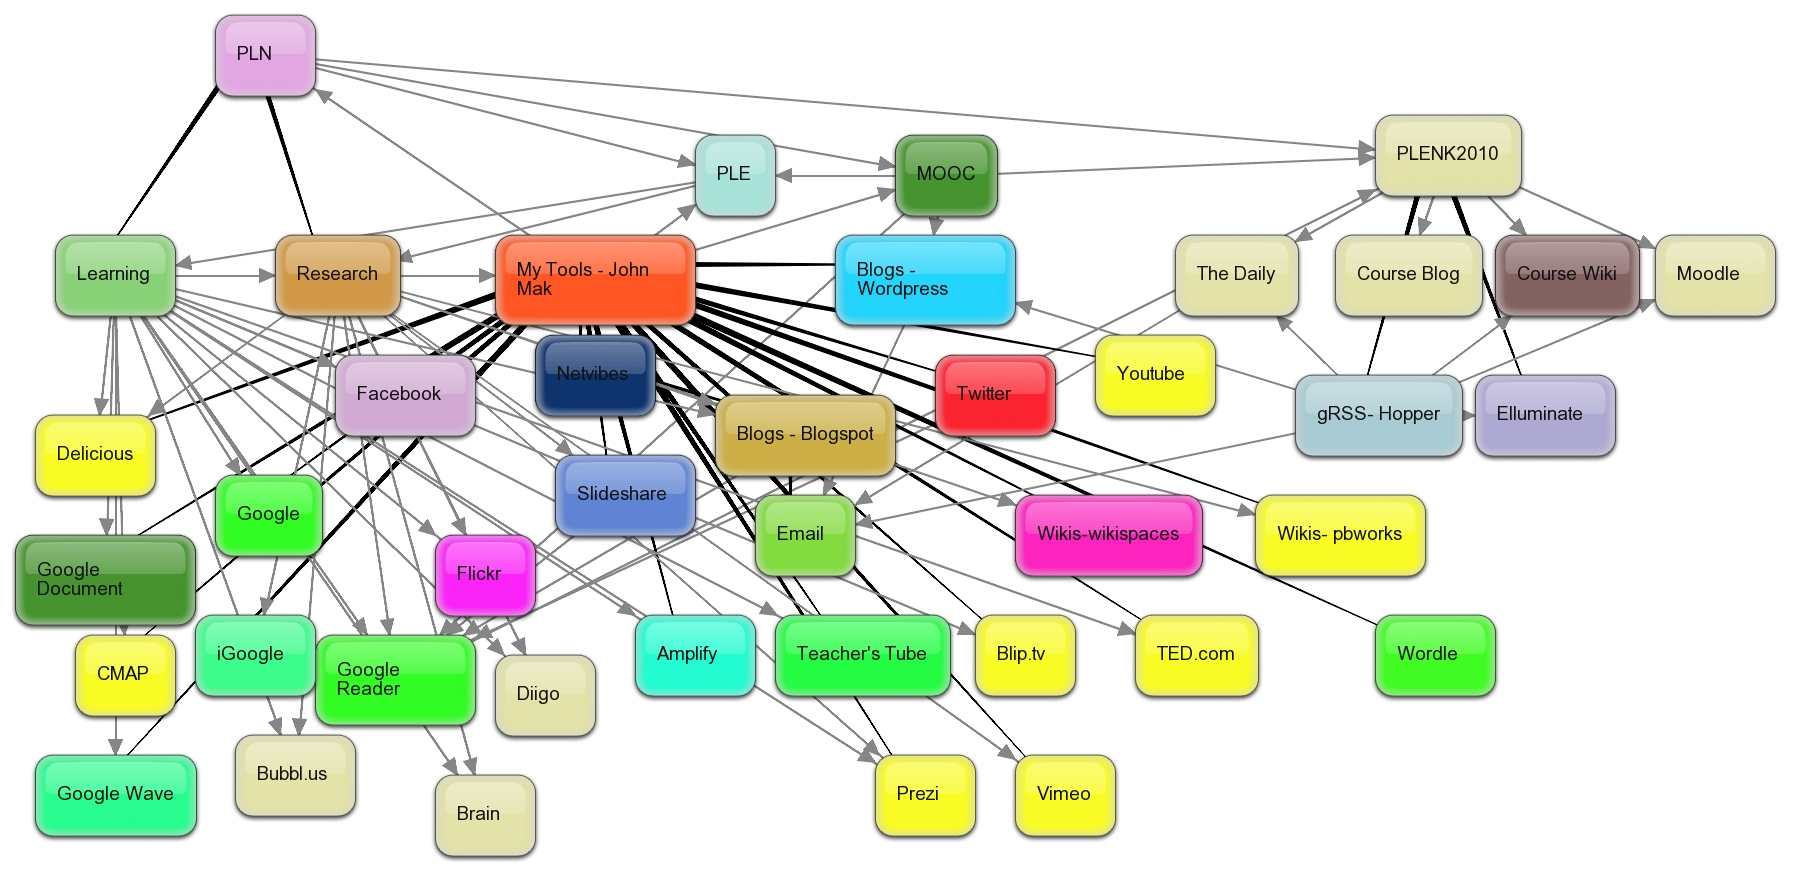 PLN
PLENK2010
PLE
MOOC
Learning
Research
My Tools - John
Mak
Blogs -
Wordpress
The Daily
Course Blog
Course Wiki
Moodle
Netvibes
Youtube
Facebook
Twitter
gRSS- Hopper
Elluminate
Blogs - Blogspot
Delicious
Slideshare
Google
Email
Wikis-wikispaces
Wikis- pbworks
Google
Document
Flickr
iGoogle
Amplify
Teacher's Tube
Blip.tv
TED.com
Wordle
CMAP
Google
Reader
Diigo
Bubbl.us
Google Wave
Prezi
Vimeo
Brain